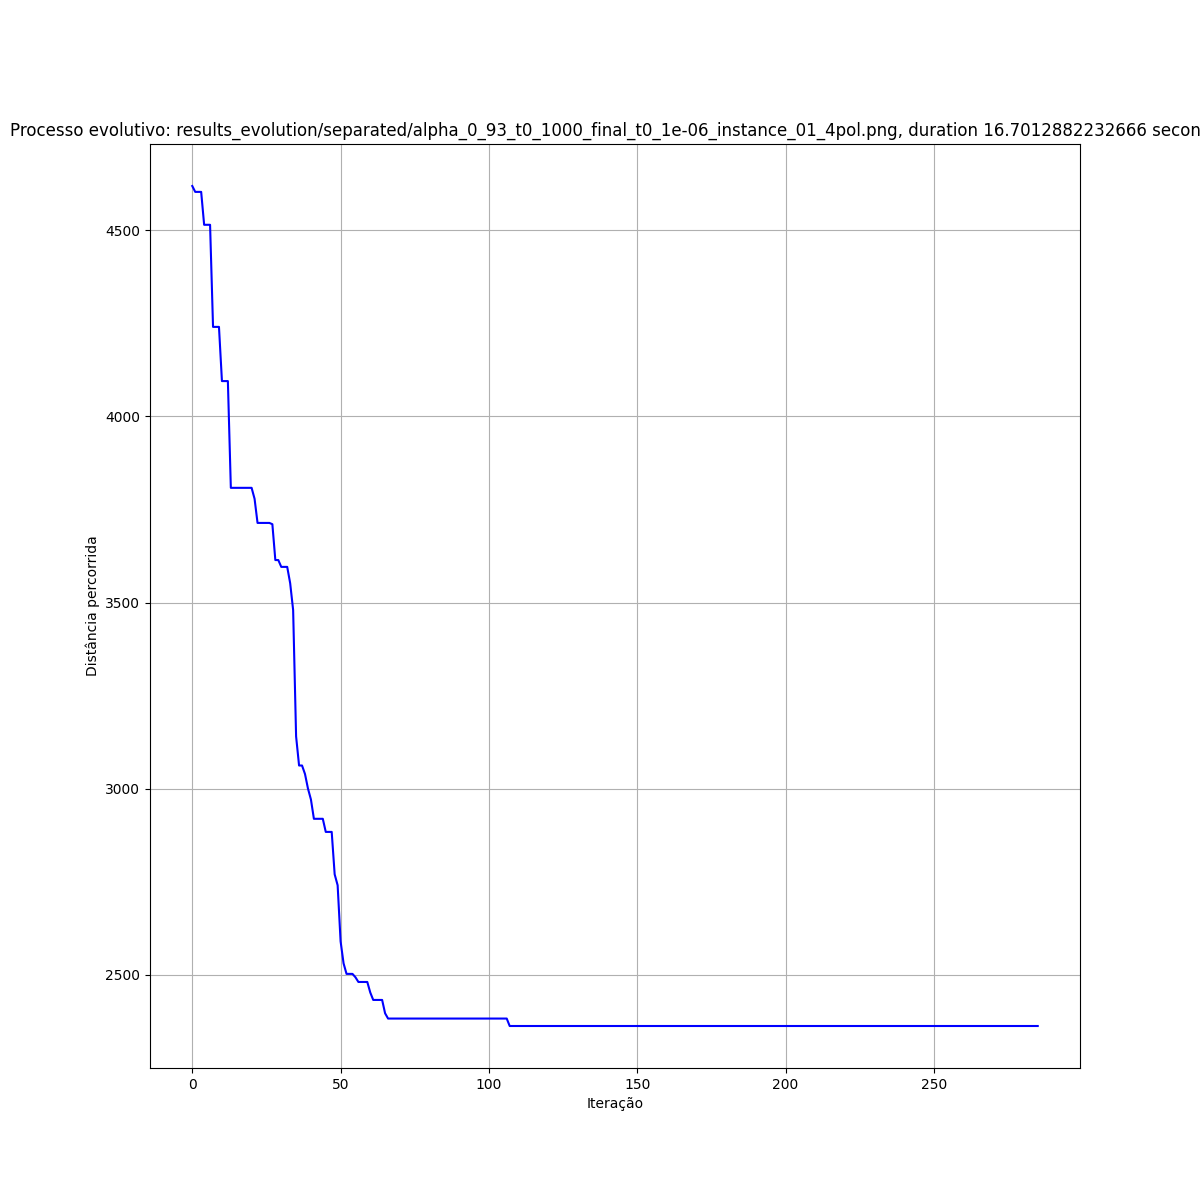 Processo evolutivo: results_evolution/separated/alpha_0_93_t0_1000_final_t0_1e-06_instance_01_4pol.png, duration 16.7012882232666 secon
4500
4000
3500
3000
2500
Distância percorrida
0 50 100 150 200 250
Iteração